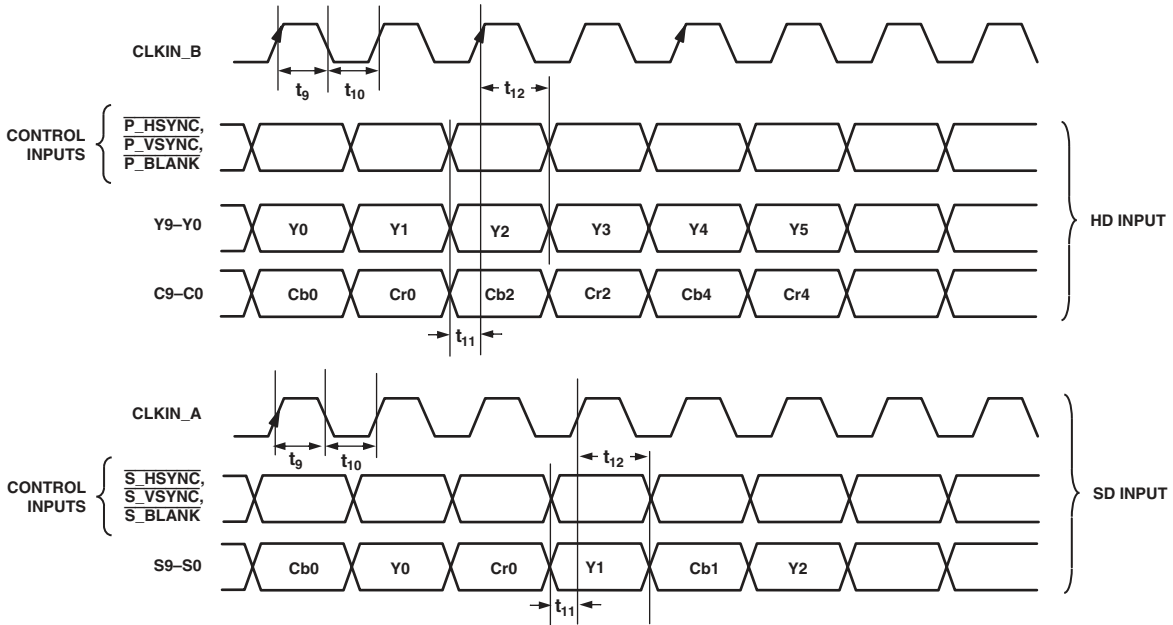 CLKIN_B
t9 t10 t12
CONTROL INPUTS
P_HSYNC,
P_VSYNC,
P_BLANK
Y9–Y0 Y0 Y1 Y2 Y3 Y4 Y5
HD INPUT
C9–C0 Cb0 Cr0 Cb2 Cr2 Cb4 Cr4
t11
CLKIN_A
t9 t10 t12
CONTROL INPUTS
S_HSYNC,
S_VSYNC,
S_BLANK
SD INPUT
S9–S0 Cb0 Y0 Cr0 Y1 Cb1 Y2
t11